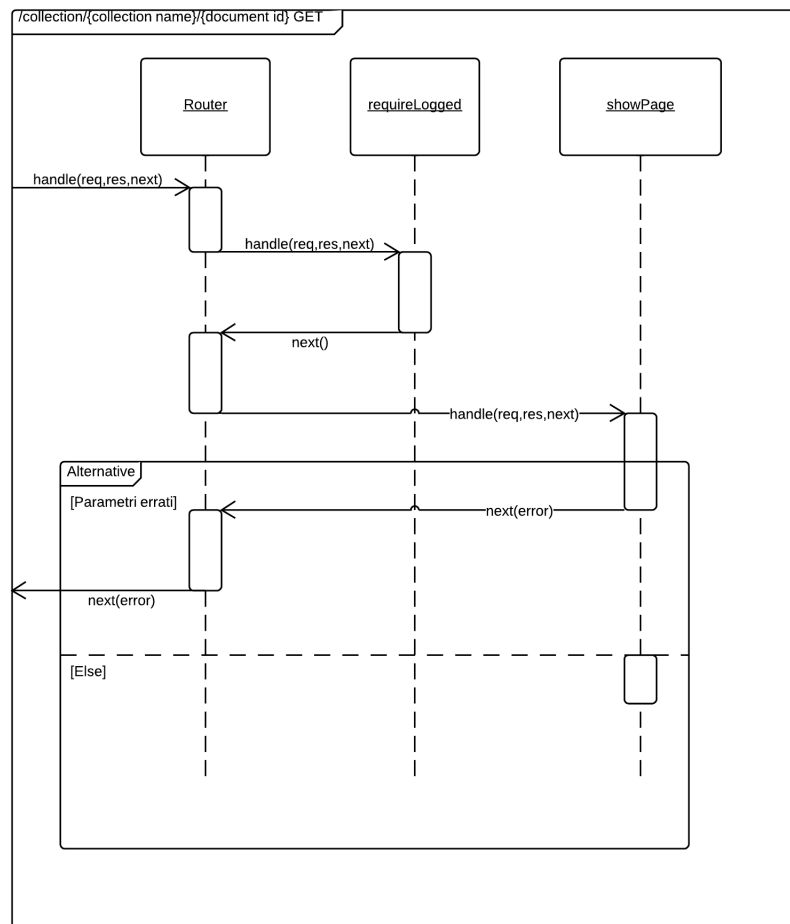 /collection/{collection name}/{document id} GET
Router
requireLogged
showPage
handle(req,res,next)
handle(req,res,next)
next()
handle(req,res,next)
Alternative
[Parametri errati]
next(error)
next(error)
[Else]